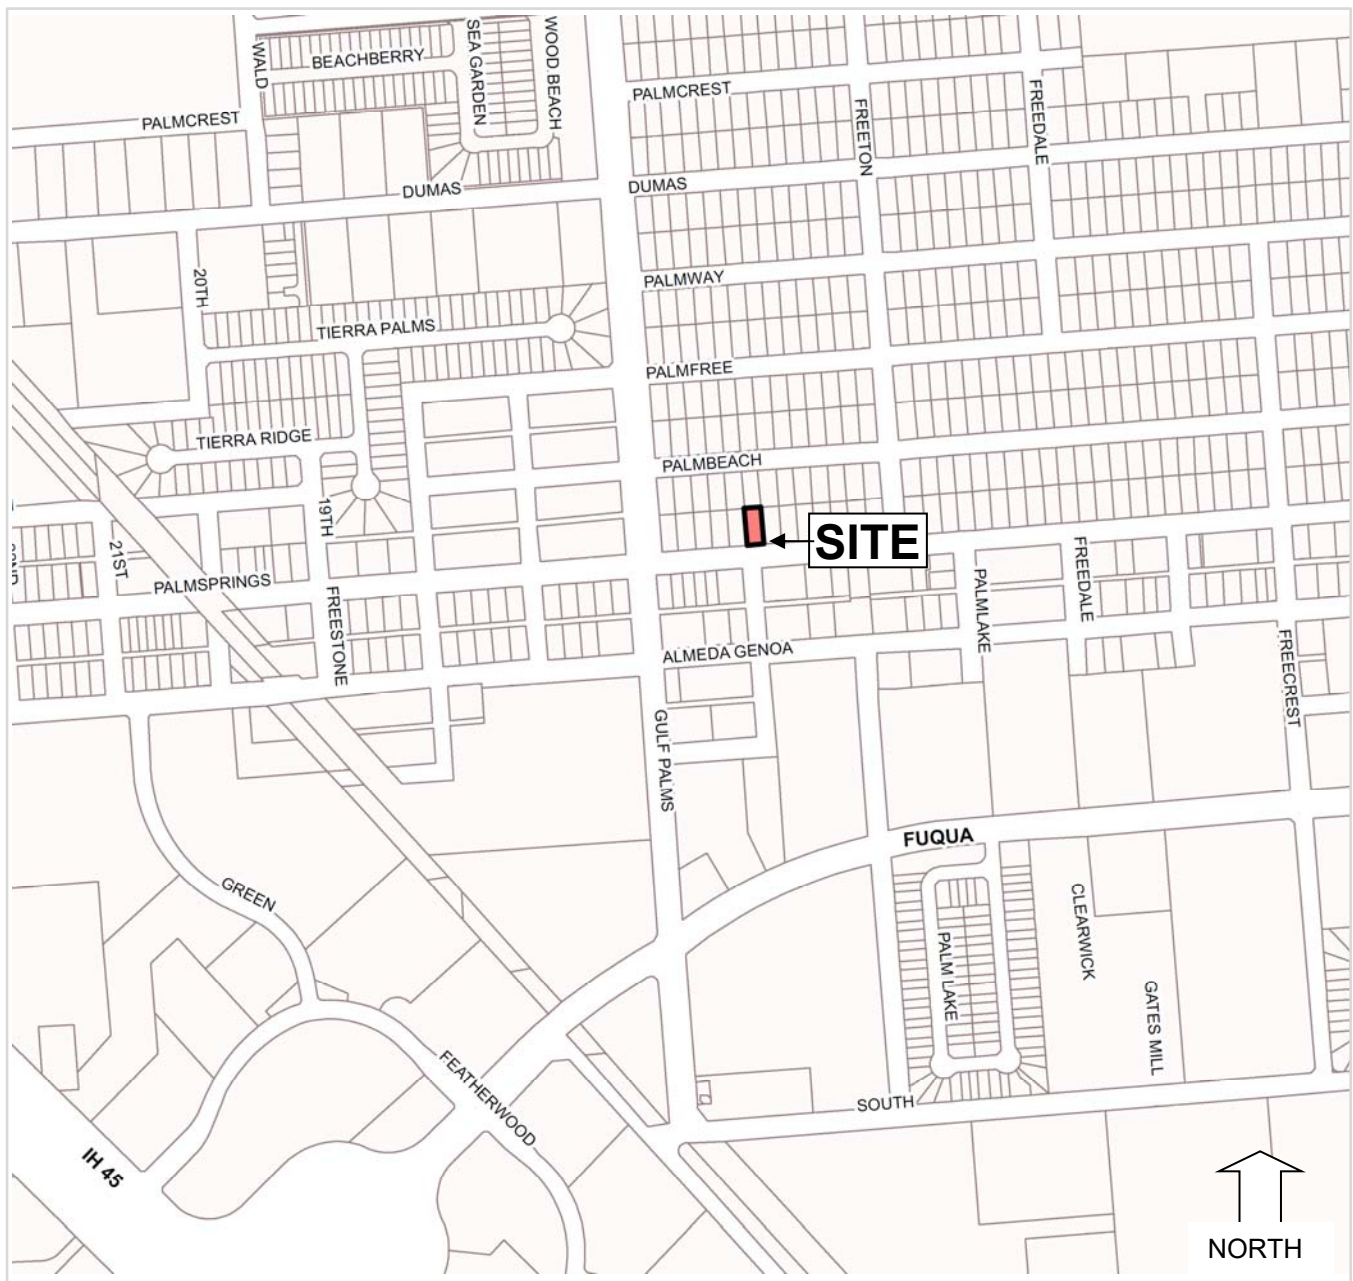 WALD
BEACHBERRY
SEA GARDEN
WOOD BEACH
PALMCREST
PALMCREST
FREETON
FREEDALE
DUMAS
DUMAS
20TH
PALMWAY
TIERRA PALMS
PALMFREE
TIERRA RIDGE
PALMBEACH
19TH
SITE
21ST
PALMSPRINGS
FREESTONE
PALMLAKE
FREEDALE
ALMEDA GENOA
FREECREST
GULF PALMS
FUQUA
GREEN
CLEARWICK
PALM LAKE
GATES MILL
FEATHERWOOD
SOUTH
IH 45
NORTH